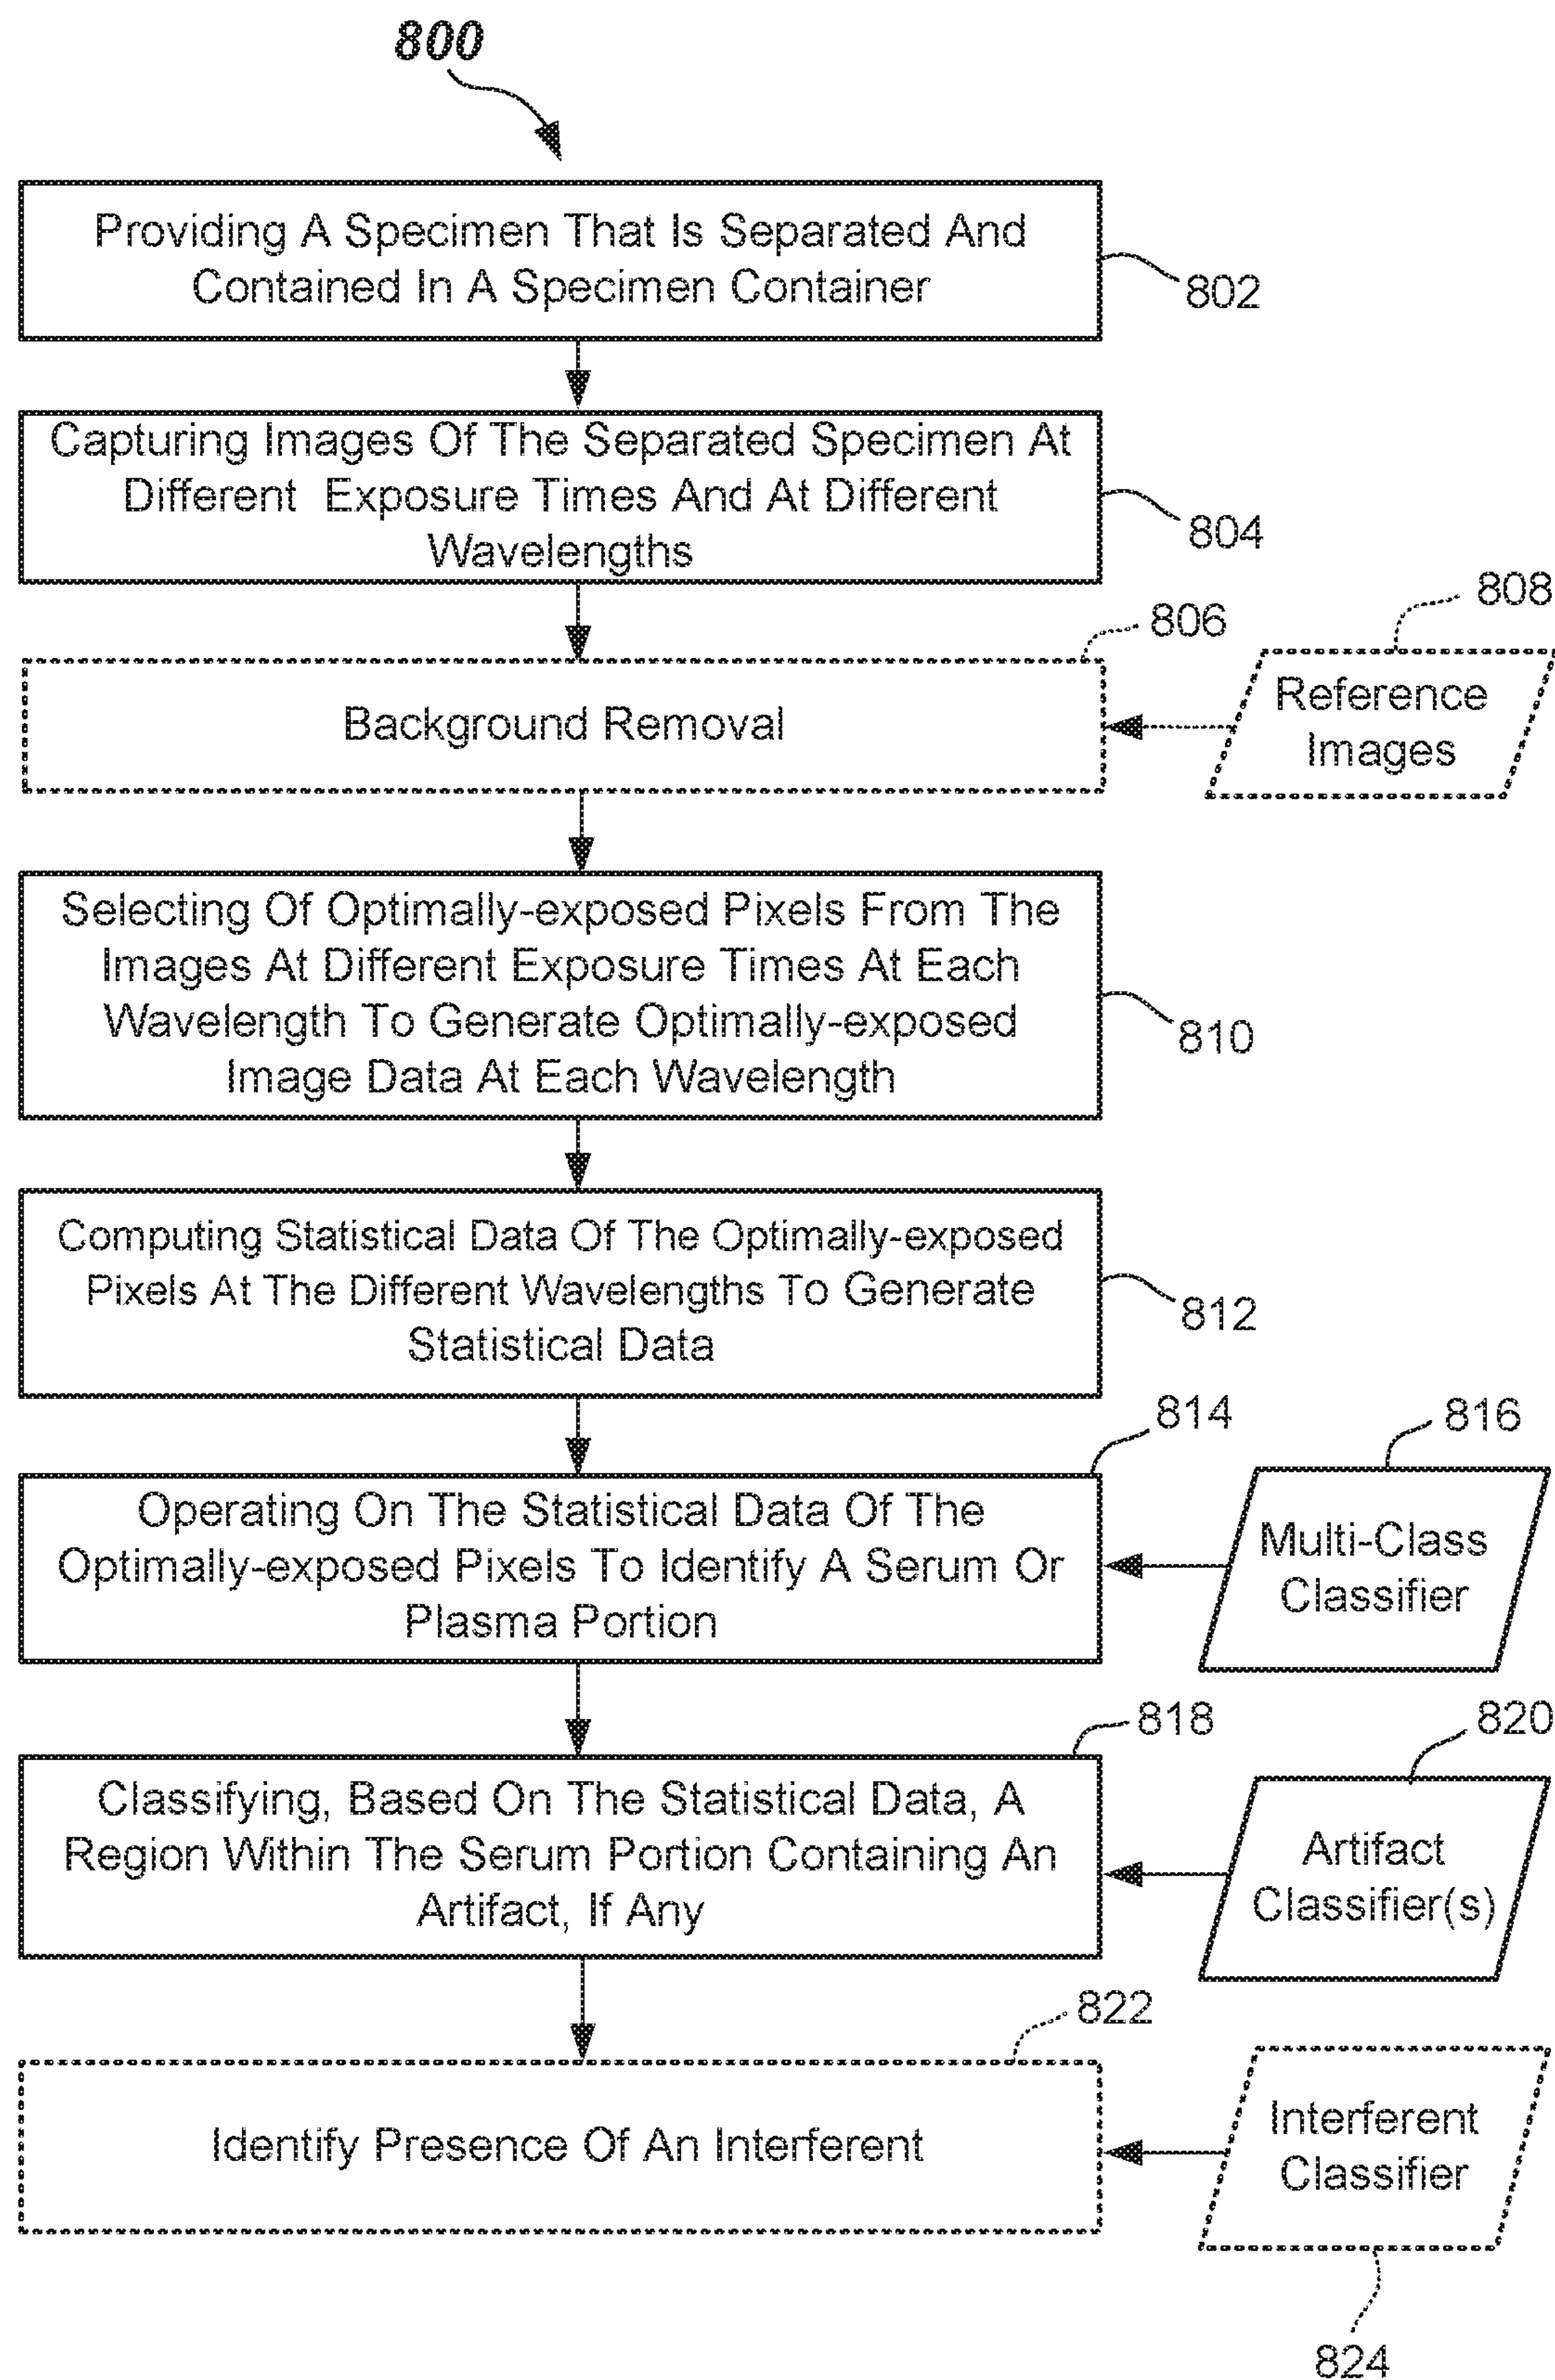 800
Providing A Specimen That Is Separated And
Contained In A Specimen Container
802
Capturing Images Of The Separated Specimen At
Different Exposure Times And At Different
Wavelengths
804
806
808
Background Removal
Reference
Images
Selecting Of Optimally-exposed Pixels From The
Images At Different Exposure Times At Each
Wavelength To Generate Optimally-exposed
Image Data At Each Wavelength
810
Computing Statistical Data Of The Optimally-exposed
Pixels At The Different Wavelengths To Generate
Statistical Data
812
814
816
Operating On The Statistical Data Of The
Optimally-exposed Pixels To Identify A Serum Or
Plasma Portion
Multi-Class
Classifier
818
820
Classifying, Based On The Statistical Data, A
Region Within The Serum Portion Containing An
Artifact, If Any
Artifact
Classifier(s)
822
Identify Presence Of An Interferent
Interferent
Classifier
824